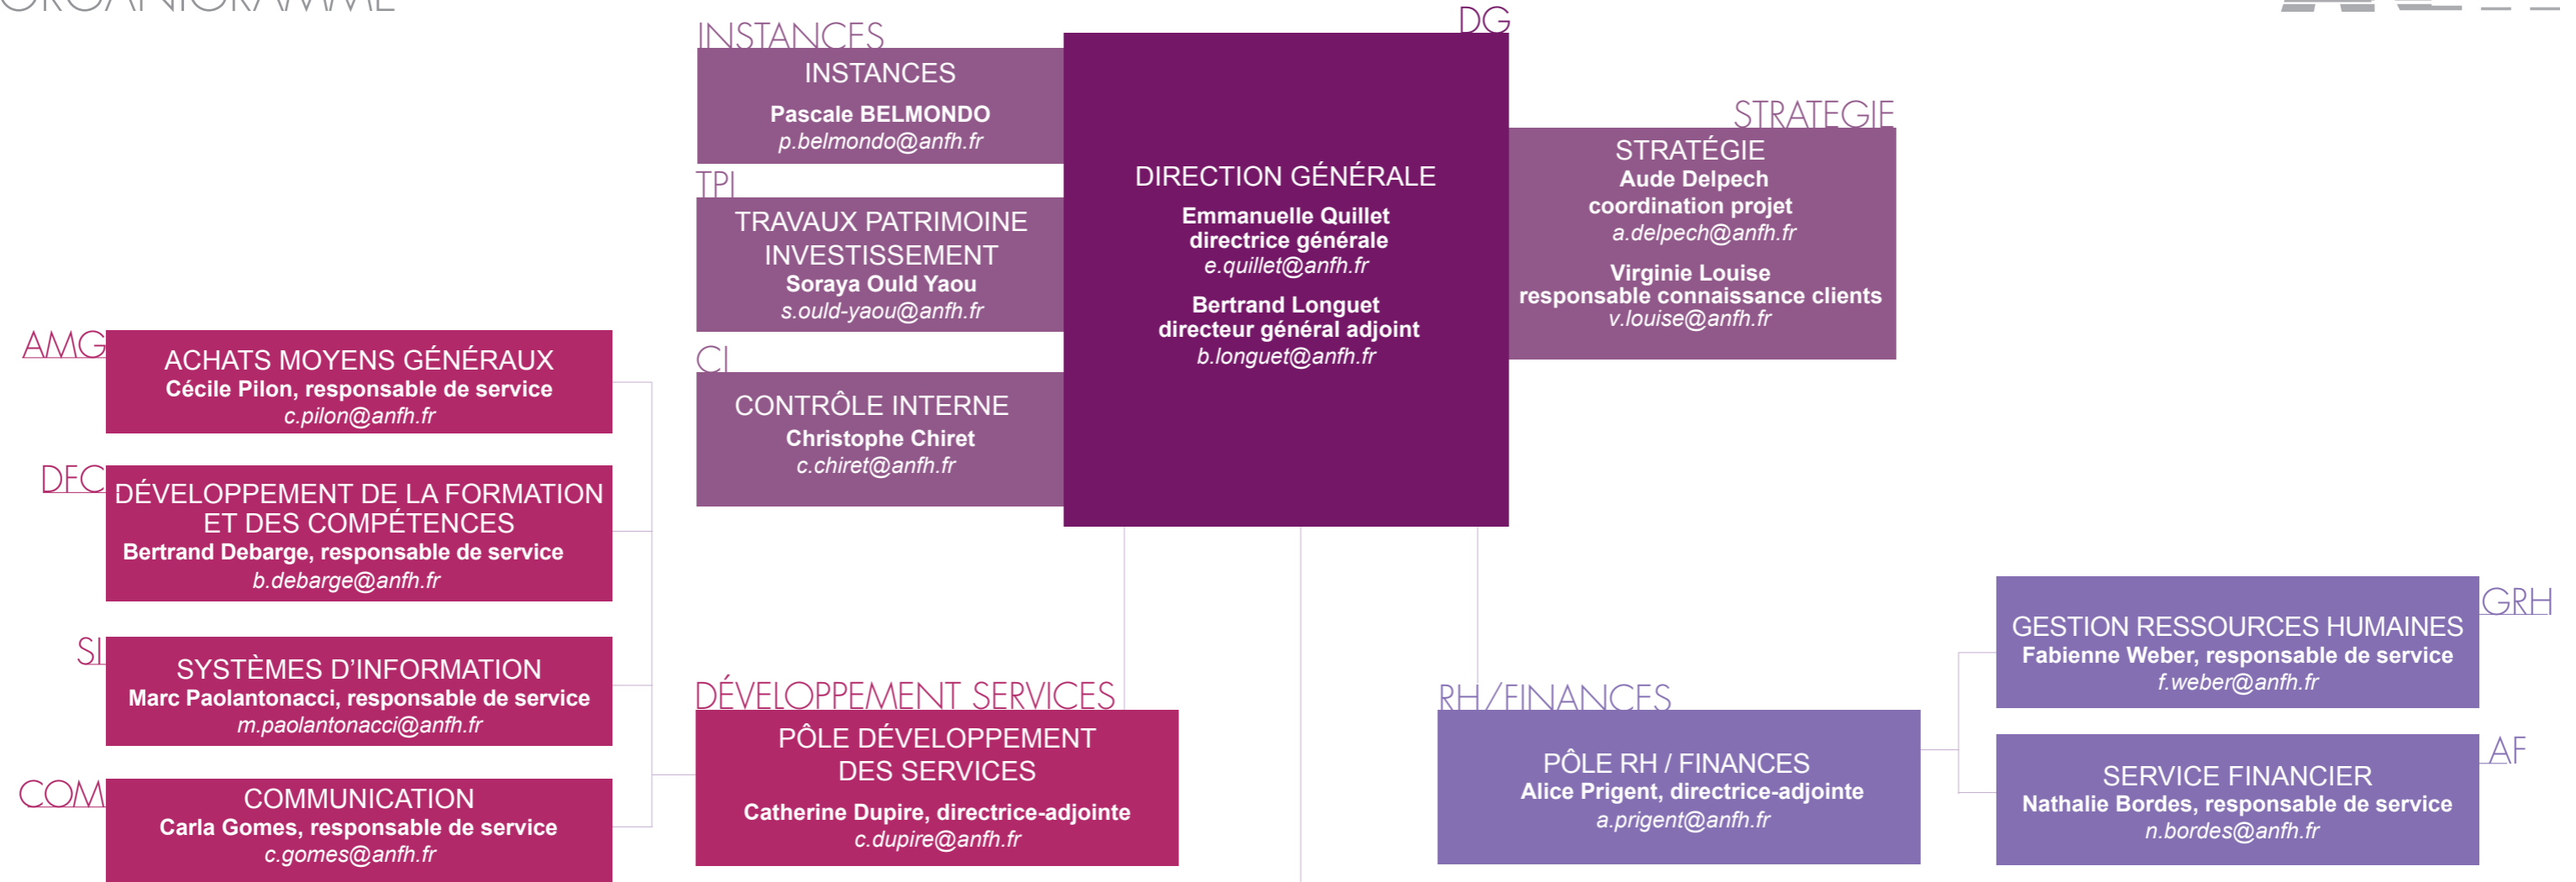 ORGANIGRAMME
DG
INSTANCES
INSTANCES
Pascale BELMONDO
p.belmondo@anfh.fr
TPI
TRAVAUX PATRIMOINE
INVESTISSEMENT
Soraya Ould Yaou
s.ould-yaou@anfh.fr
CI
CONTRÔLE INTERNE
Christophe Chiret
c.chiret@anfh.fr
DIRECTION GÉNÉRALE
Emmanuelle Quillet
directrice générale
e.quillet@anfh.fr
Bertrand Longuet
directeur général adjoint
b.longuet@anfh.fr
STRATEGIE
STRATÉGIE
Aude Delpech
coordination projet
a.delpech@anfh.fr
Virginie Louise
responsable connaissance clients
v.louise@anfh.fr
AMG
ACHATS MOYENS GÉNÉRAUX
Cécile Pilon, responsable de service
c.pilon@anfh.fr
DFC
DÉVELOPPEMENT DE LA FORMATION
ET DES COMPÉTENCES
Bertrand Debarge, responsable de service
b.debarge@anfh.fr
SI
SYSTÈMES D’INFORMATION
Marc Paolantonacci, responsable de service
m.paolantonacci@anfh.fr
COM
COMMUNICATION
Carla Gomes, responsable de service
c.gomes@anfh.fr
DÉVELOPPEMENT SERVICES
PÔLE DÉVELOPPEMENT
DES SERVICES
Catherine Dupire, directrice-adjointe
c.dupire@anfh.fr
RH/FINANCES
PÔLE RH / FINANCES
Alice Prigent, directrice-adjointe
a.prigent@anfh.fr
GRH
GESTION RESSOURCES HUMAINES
Fabienne Weber, responsable de service
f.weber@anfh.fr
AF
SERVICE FINANCIER
Nathalie Bordes, responsable de service
n.bordes@anfh.fr